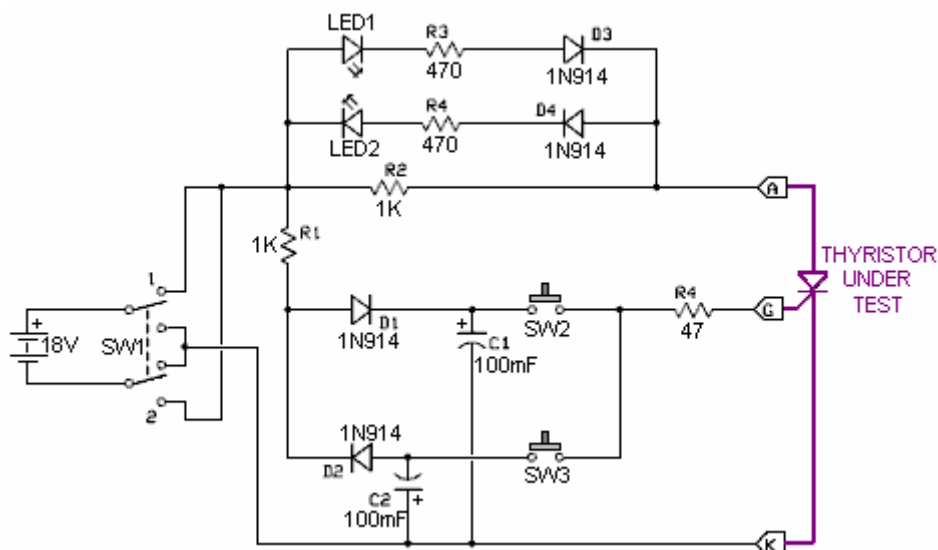 LED1
R3
470
D3
1N914
LED2
R4
470
D4
1N914
R2
1K
A
R1
1K
THYRISTOR
UNDER
TEST
1
+
18V
SW1
2
D1
1N914
+
C1
100mF
SW2
R4
47
G
1N914
D2
C2
+
100mF
SW3
K